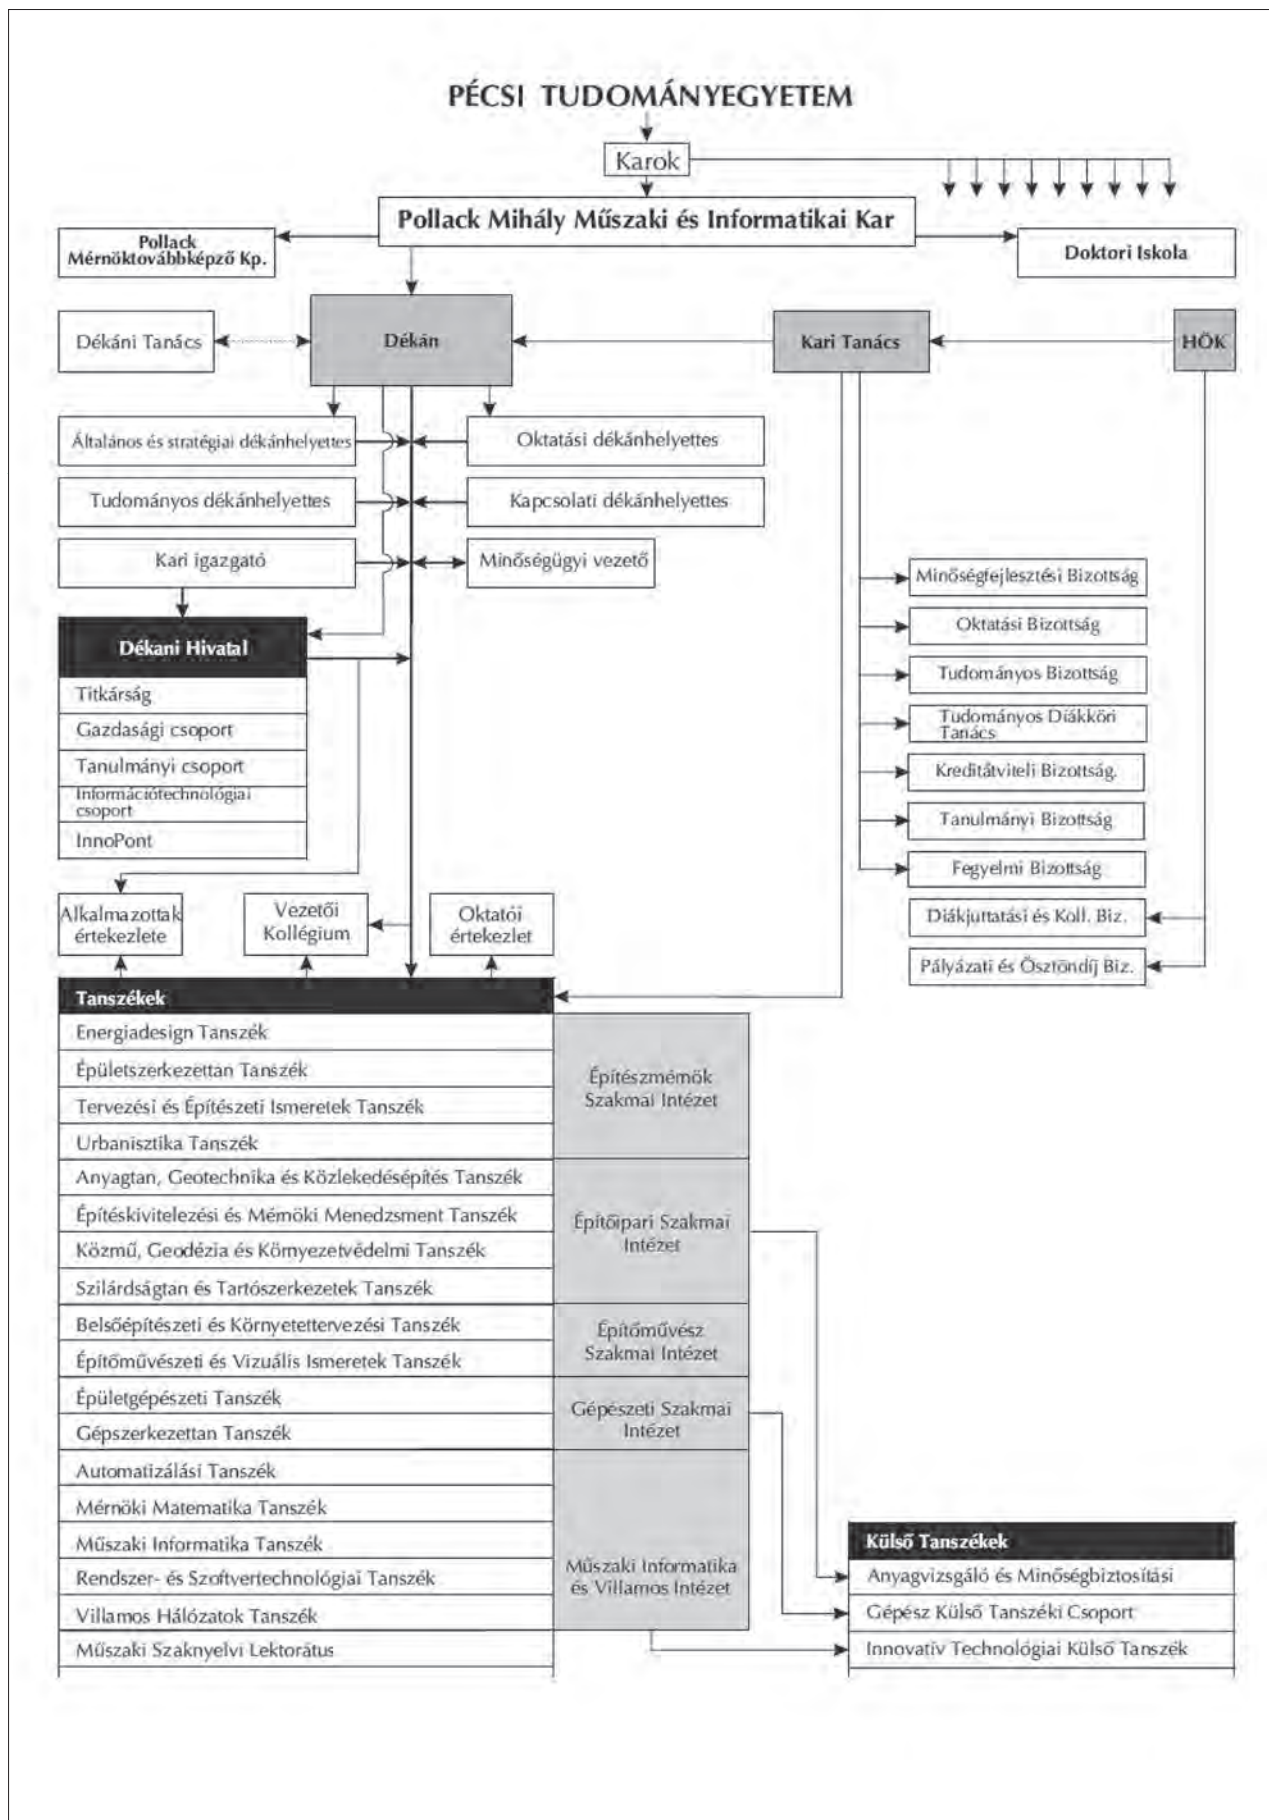 PÉCSI TUDOMÁNYEGYETEM
Karok
Pollack Mihály Műszaki és Informatikai Kar
Pollack
Mérnöktovábbképző Kp.
Doktori Iskola
Dékáni Tanács
Dékán
Kari Tanács
HÖK
Általános és stratégiai dékánhelyettes
Oktatási dékánhelyettes
Tudományos dékánhelyettes
Kapcsolati dékánhelyettes
Kari igazgató
Minőségügyi vezető
Dékani Hivatal
Titkárság
Gazdasági csoport
Tanulmányi csoport
Információtechnológiai
csoport
InnoPont
Minőségfejlesztési Bizottság
Oktatási Bizottság
Tudományos Bizottság
Tudományos Diákköri
Tanács
Kreditátviteli Bizottság.
Tanulmányi Bizottság
Fegyelmi Bizottság
Diákjuttatási és Koll. Biz.
Pályázati és Ösztöndíj Biz.
Alkalmazottak
értekezlete
Vezetői
Kollégium
Oktatói
értekezlet
Tanszékek
Energiadesign Tanszék
Épületszerkezettan Tanszék
Tervezési és Építészeti Ismeretek Tanszék
Urbanisztika Tanszék
Anyagtan, Geotechnika és Közlekedésépítés Tanszék
Építéskivitelezési és Mémöki Menedzsment Tanszék
Közmű, Geodézia és Környezetvédelmi Tanszék
Szilárdságtan és Tartószerkezetek Tanszék
Belsőépítészeti és Környetettervezési Tanszék
Építőművészeti és Vizuális Ismeretek Tanszék
Épületgépészeti Tanszék
Gépszerkezettan Tanszék
Automatizálási Tanszék
Mérnöki Matematika Tanszék
Műszaki Informatika Tanszék
Rendszer- és Szoftvertechnológiai Tanszék
Villamos Hálózatok Tanszék
Műszaki Szaknyelvi Lektorátus
Építészmémök
Szakmai Intézet
Építőipari Szakmai
Intézet
Építőművész
Szakmai Intézet
Gépészeti Szakmai
Intézet
Műszaki Informatika
és Villamos Intézet
Külső Tanszékek
Anyagvizsgáló és Minőségbiztosítási
Gépész Külső Tanszéki Csoport
Innovatív Technológiai Külső Tanszék